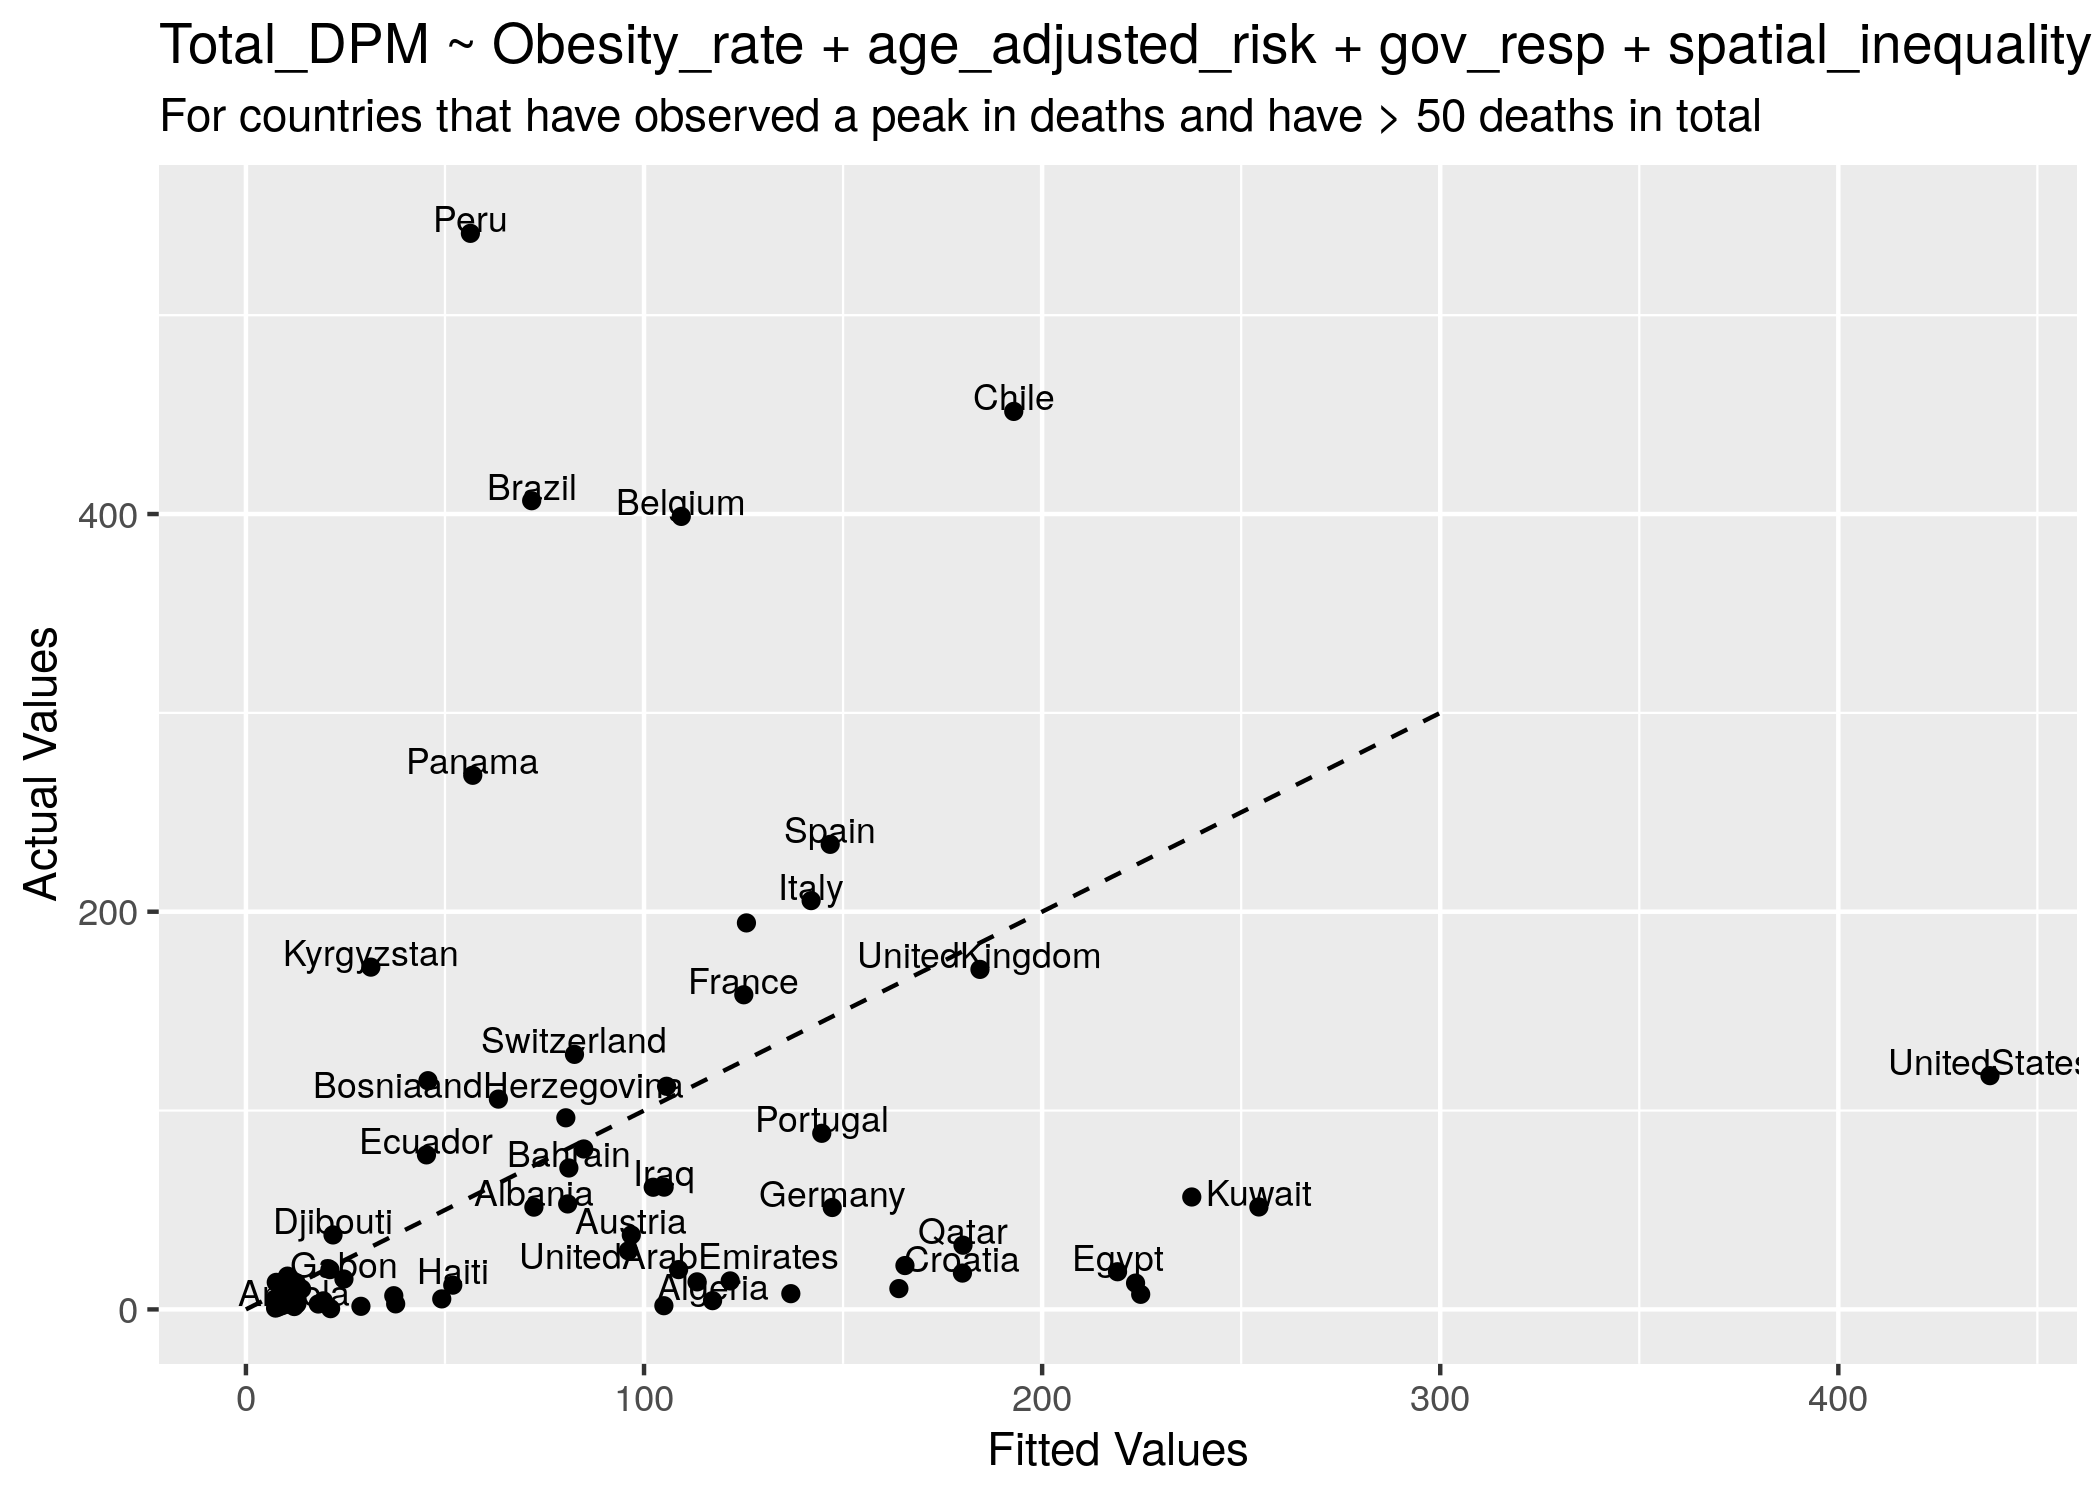 Total_DPM ~ Obesity_rate + age_adjusted_risk + gov_resp + spatial_inequality
For countries that have observed a peak in deaths and have > 50 deaths in total
Peru
Chile
Brazil
Belgium
400
Panama
Spain
Italy
200
Kyrgyzstan
UnitedKingdom
France
Switzerland
UnitedStates
BosniaandHerzegovina
Portugal
Ecuador
Bahrain
Iraq
Albania
Germany
Kuwait
Djibouti
Austria
Qatar
Gabon
Haiti
UnitedArabEmirates
Croatia
Egypt
Algeria
0
Actual Values
0
100
200
300
400
Fitted Values